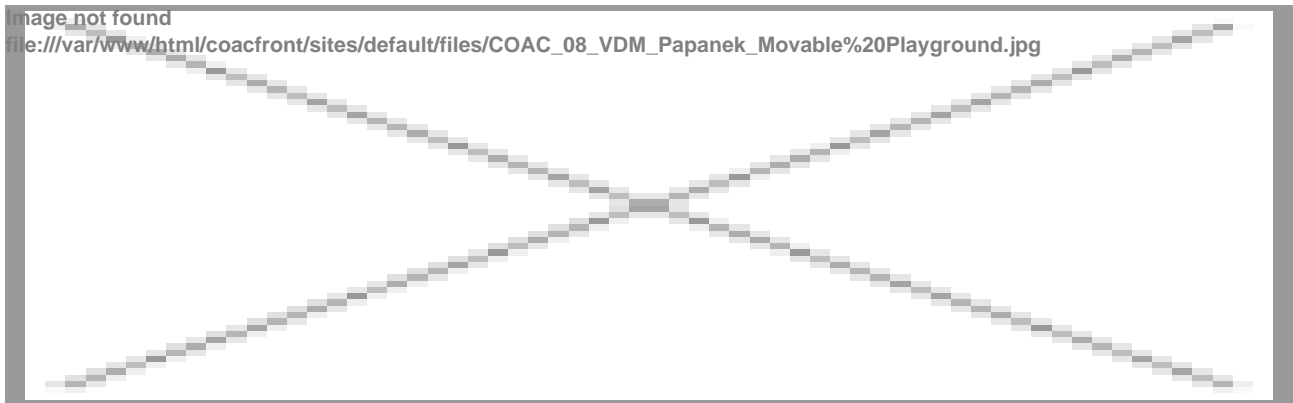 Image not found
file:///var/www/html/coacfront/sites/default/files/COAC_08_VDM_Papanek_Movable%20Playground.jpg